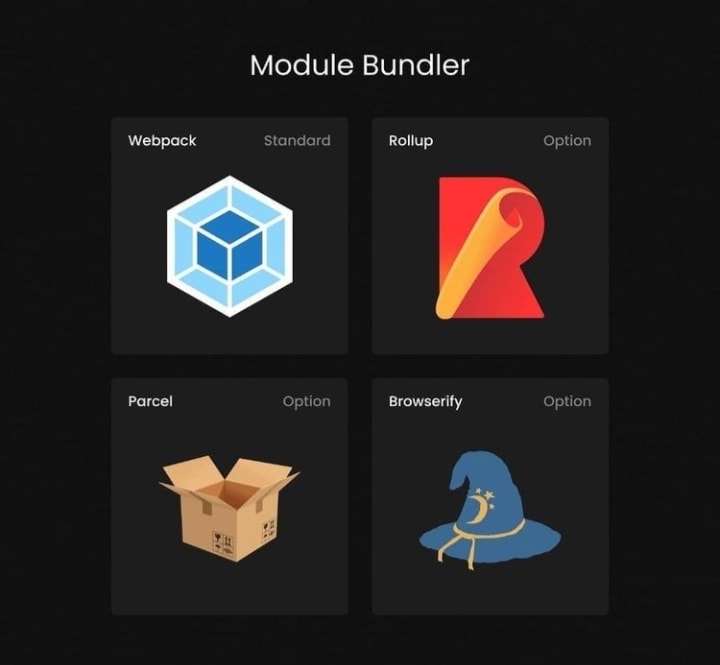 Module Bundler
Webpack Standard
Rollup Option
Parcel Option
Browserify Option